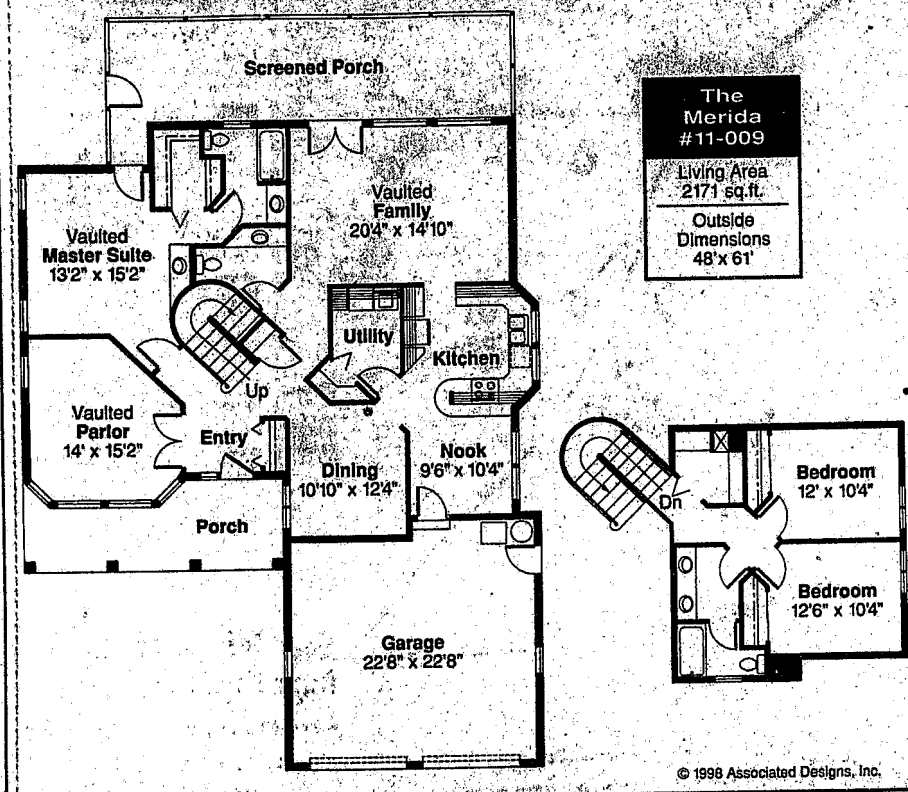 Screened Porch
The
Merida
#11-009
Living Area
2171 sq.ft.
Outside
Dimensions
48' x 61'
Vaulted
Family
20'4" x 14'10"
Vaulted
Master Suite
13'2" x 15'2"
Utility
Kitchen
Up
Vaulted
Parlor
14' x 15'2"
Entry
Dining
10'10" x 12'4"
Nook
9'6" x 10'4"
Porch
Garage
22'8" x 22'8"
Dn
Bedroom
12' x 10'4"
Bedroom
12'6" x 10'4"
© 1998 Associated Designs, Inc.